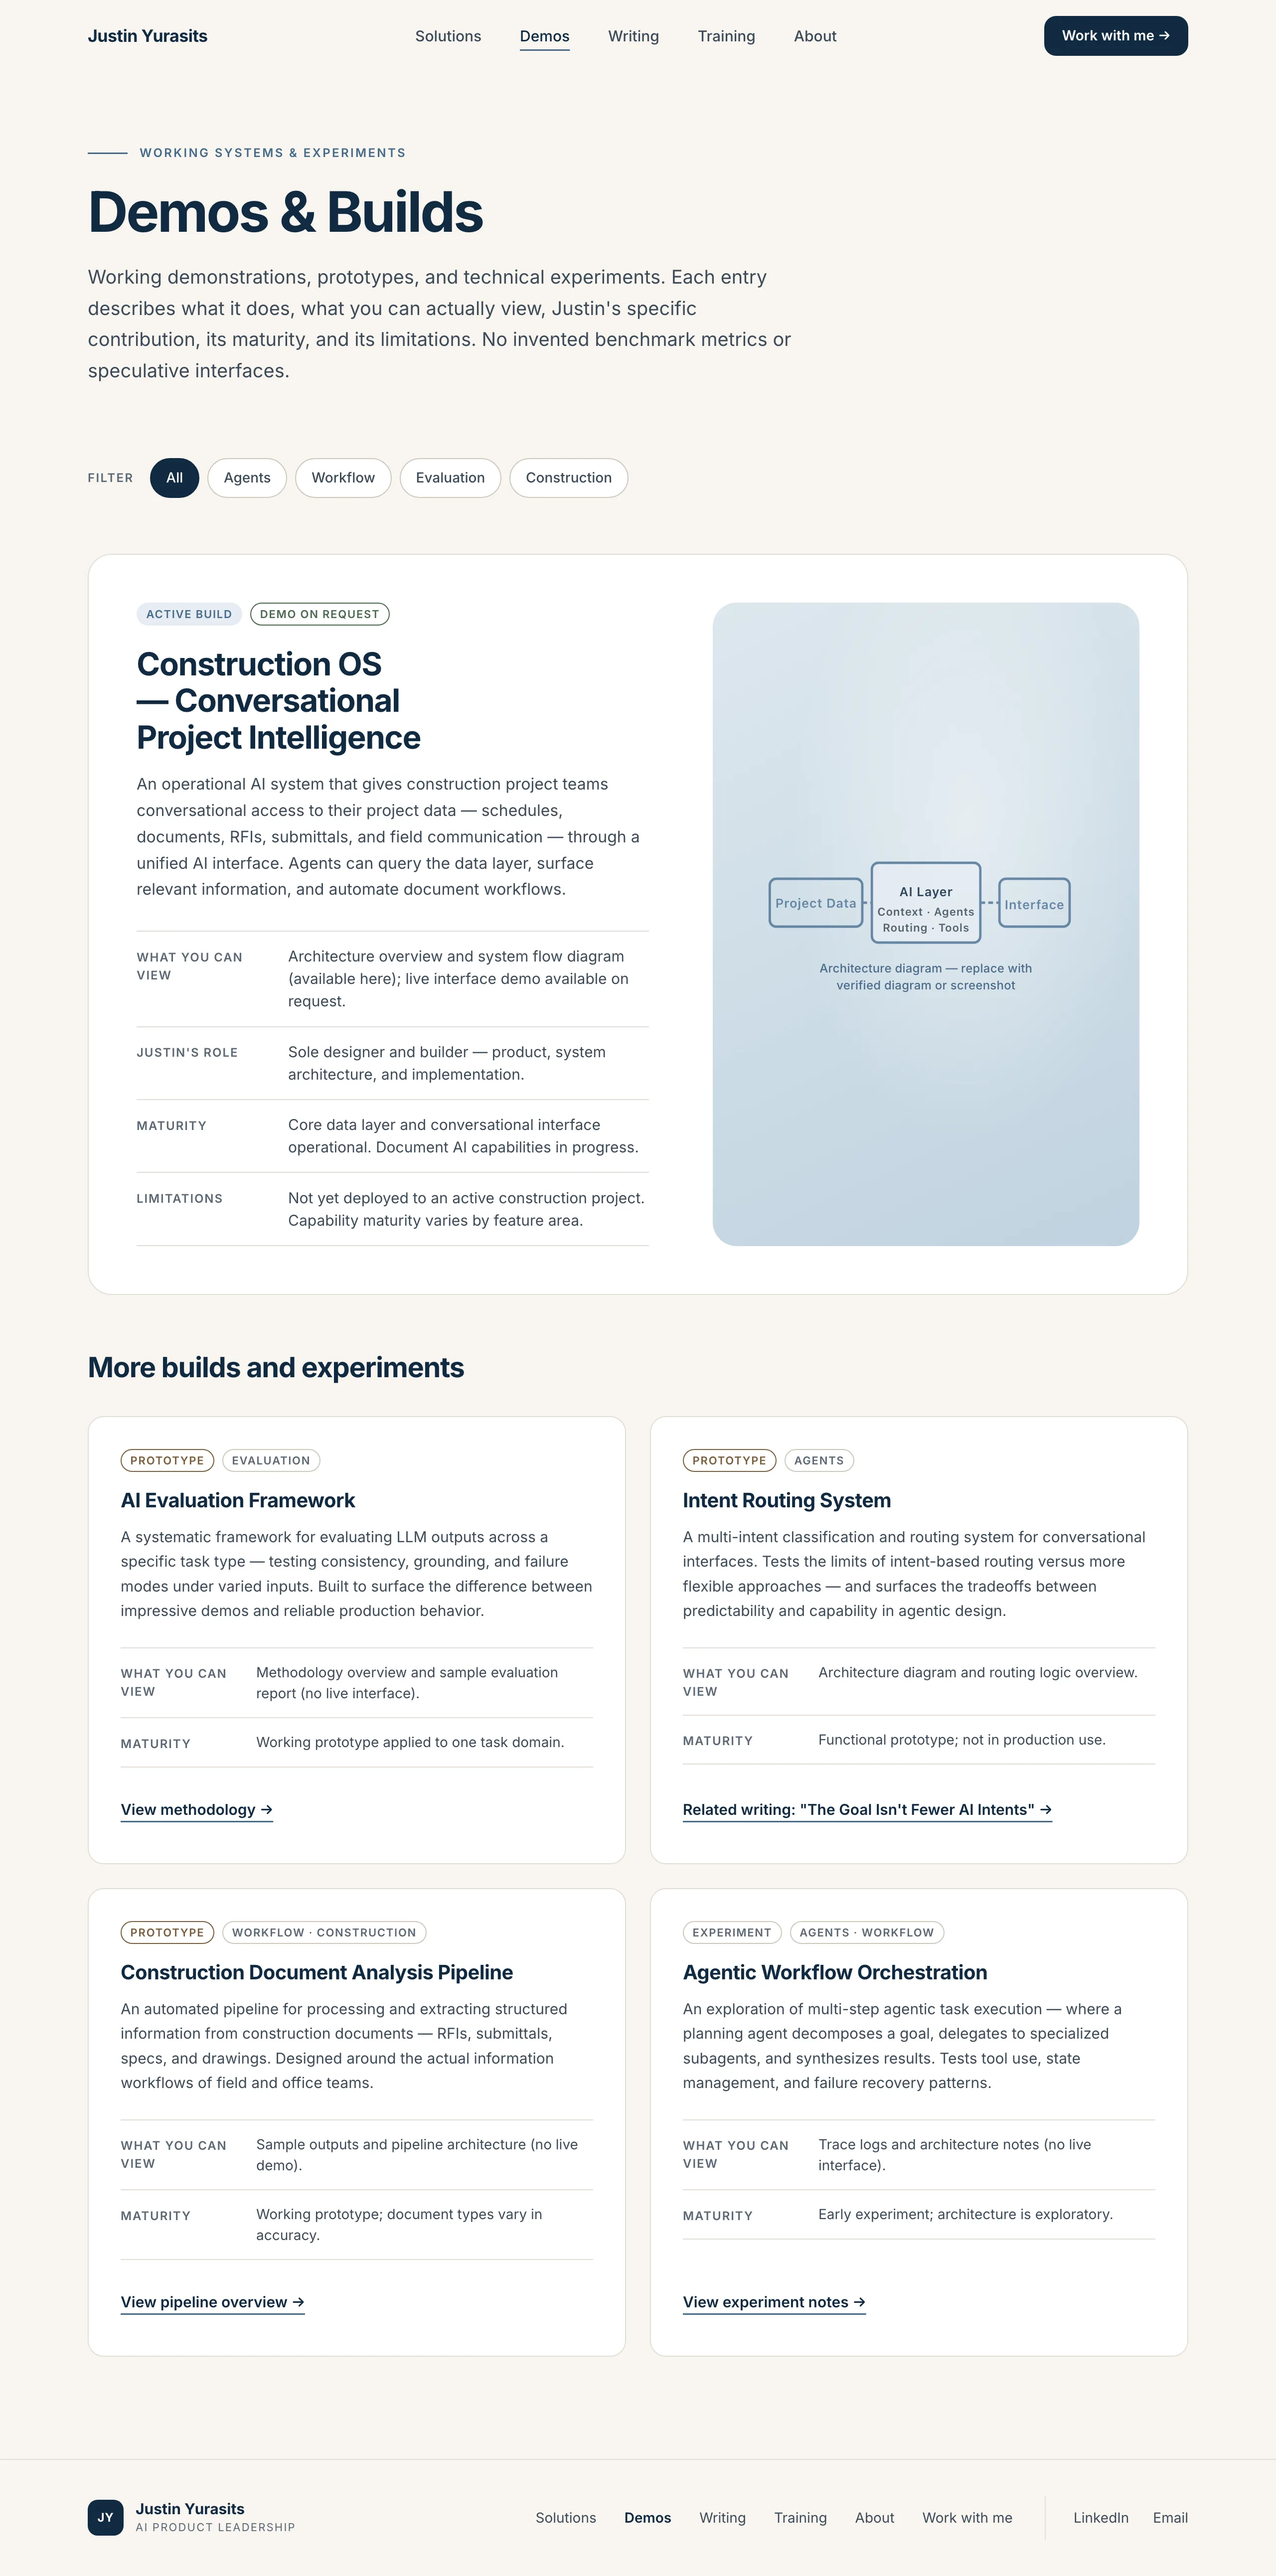 Justin Yurasits
Solutions
Demos
Writing
Training
About
Work with me →
WORKING SYSTEMS & EXPERIMENTS
Demos & Builds
Working demonstrations, prototypes, and technical experiments. Each entry
describes what it does, what you can actually view, Justin's specific
contribution, its maturity, and its limitations. No invented benchmark metrics or
speculative interfaces.
FILTER
All
Agents
Workflow
Evaluation
Construction
ACTIVE BUILD
DEMO ON REQUEST
Construction OS
— Conversational
Project Intelligence
An operational AI system that gives construction project teams
conversational access to their project data — schedules,
documents, RFIs, submittals, and field communication — through a
unified AI interface. Agents can query the data layer, surface
relevant information, and automate document workflows.
WHAT YOU CAN
VIEW
Architecture overview and system flow diagram
(available here); live interface demo available on
request.
JUSTIN'S ROLE
Sole designer and builder — product, system
architecture, and implementation.
MATURITY
Core data layer and conversational interface
operational. Document AI capabilities in progress.
LIMITATIONS
Not yet deployed to an active construction project.
Capability maturity varies by feature area.
Project Data
AI Layer
Context · Agents
Routing · Tools
Interface
Architecture diagram — replace with
verified diagram or screenshot
More builds and experiments
PROTOTYPE
EVALUATION
AI Evaluation Framework
A systematic framework for evaluating LLM outputs across a
specific task type — testing consistency, grounding, and failure
modes under varied inputs. Built to surface the difference between
impressive demos and reliable production behavior.
WHAT YOU CAN
VIEW
Methodology overview and sample evaluation
report (no live interface).
MATURITY
Working prototype applied to one task domain.
View methodology →
PROTOTYPE
AGENTS
Intent Routing System
A multi-intent classification and routing system for conversational
interfaces. Tests the limits of intent-based routing versus more
flexible approaches — and surfaces the tradeoffs between
predictability and capability in agentic design.
WHAT YOU CAN
VIEW
Architecture diagram and routing logic overview.
MATURITY
Functional prototype; not in production use.
Related writing: "The Goal Isn't Fewer AI Intents" →
PROTOTYPE
WORKFLOW · CONSTRUCTION
Construction Document Analysis Pipeline
An automated pipeline for processing and extracting structured
information from construction documents — RFIs, submittals,
specs, and drawings. Designed around the actual information
workflows of field and office teams.
WHAT YOU CAN
VIEW
Sample outputs and pipeline architecture (no live
demo).
MATURITY
Working prototype; document types vary in
accuracy.
View pipeline overview →
EXPERIMENT
AGENTS · WORKFLOW
Agentic Workflow Orchestration
An exploration of multi-step agentic task execution — where a
planning agent decomposes a goal, delegates to specialized
subagents, and synthesizes results. Tests tool use, state
management, and failure recovery patterns.
WHAT YOU CAN
VIEW
Trace logs and architecture notes (no live
interface).
MATURITY
Early experiment; architecture is exploratory.
View experiment notes →
JY
Justin Yurasits
AI PRODUCT LEADERSHIP
Solutions
Demos
Writing
Training
About
Work with me
LinkedIn
Email